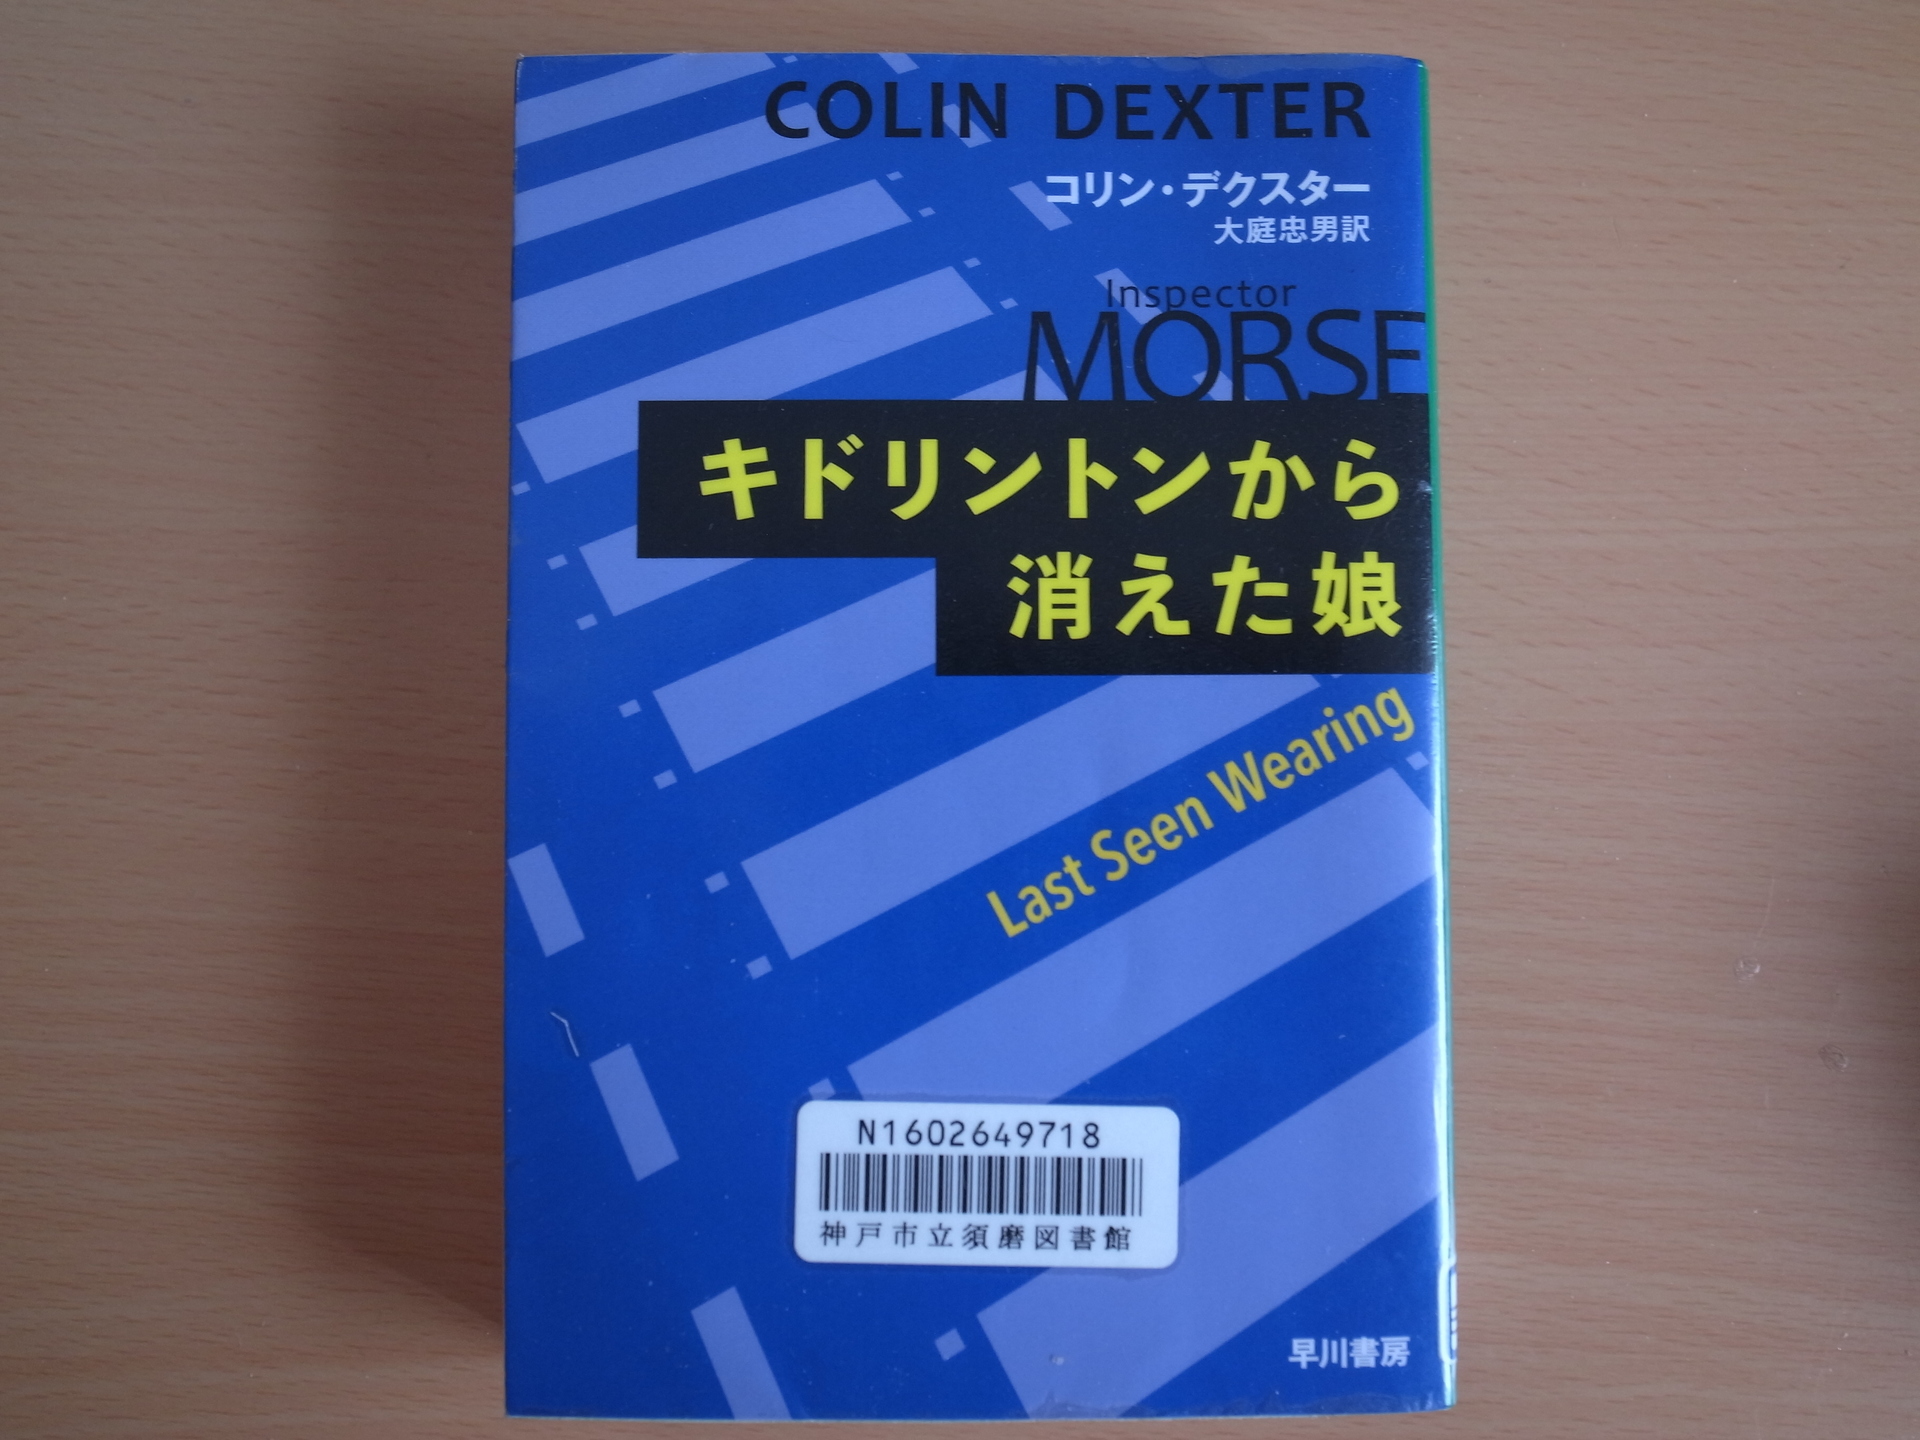 COLIN DEXTER
コリン・デクスター
大庭忠男訳
Inspector
MORSE
キドリントンから
消えた娘
Last Seen Wearing
N1602649718
神戸市立須磨図書館
早川書房